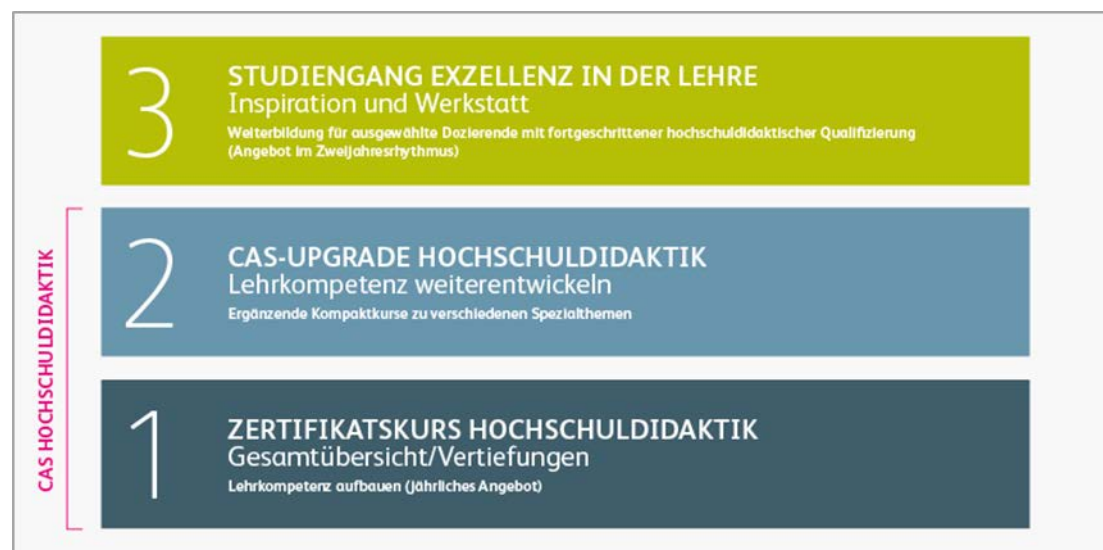 3
STUDIENGANG EXZELLENZ IN DER LEHRE
Inspiration und Werkstatt
Weiterbildung für ausgewählte Dozierende mit fortgeschrittener hochschuldidaktischer Qualifizierung
(Angebot im Zweijahresrhythmus)
CAS HOCHSCHULDIDAKTIK
2
CAS-UPGRADE HOCHSCHULDIDAKTIK
Lehrkompetenz weiterentwickeln
Ergänzende Kompaktkurse zu verschiedenen Spezialthemen
1
ZERTIFIKATSKURS HOCHSCHULDIDAKTIK
Gesamtübersicht/Vertiefungen
Lehrkompetenz aufbauen (jährliches Angebot)